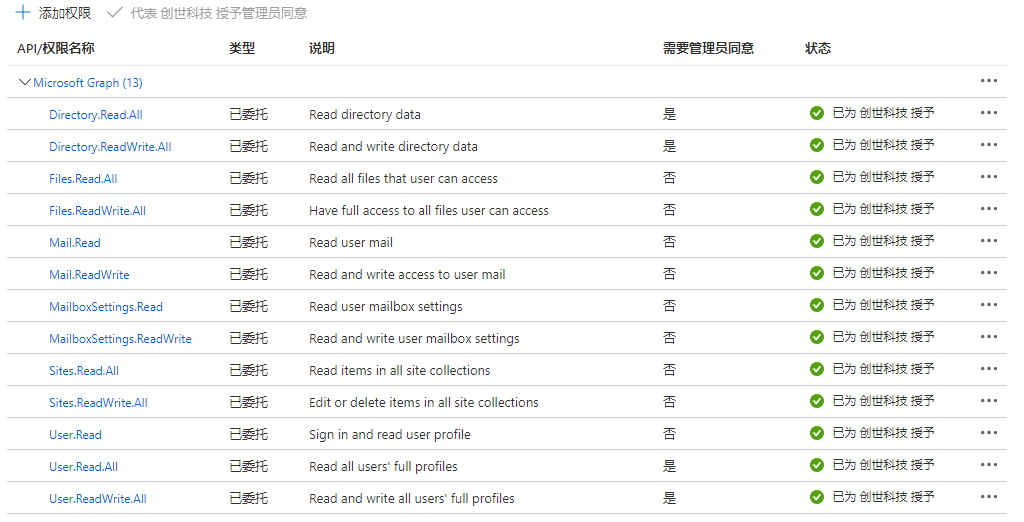 添加权限 代表 创世科技 授予管理员同意
API/权限名称 类型 说明 需要管理员同意 状态
Microsoft Graph (13)
Directory.Read.All 已委托 Read directory data 是 已为 创世科技 授予
Directory.ReadWrite.All 已委托 Read and write directory data 是 已为 创世科技 授予
Files.Read.All 已委托 Read all files that user can access 否 已为 创世科技 授予
Files.ReadWrite.All 已委托 Have full access to all files user can access 否 已为 创世科技 授予
Mail.Read 已委托 Read user mail 否 已为 创世科技 授予
Mail.ReadWrite 已委托 Read and write access to user mail 否 已为 创世科技 授予
MailboxSettings.Read 已委托 Read user mailbox settings 否 已为 创世科技 授予
MailboxSettings.ReadWrite 已委托 Read and write user mailbox settings 否 已为 创世科技 授予
Sites.Read.All 已委托 Read items in all site collections 否 已为 创世科技 授予
Sites.ReadWrite.All 已委托 Edit or delete items in all site collections 否 已为 创世科技 授予
User.Read 已委托 Sign in and read user profile 否 已为 创世科技 授予
User.Read.All 已委托 Read all users' full profiles 是 已为 创世科技 授予
User.ReadWrite.All 已委托 Read and write all users' full profiles 是 已为 创世科技 授予